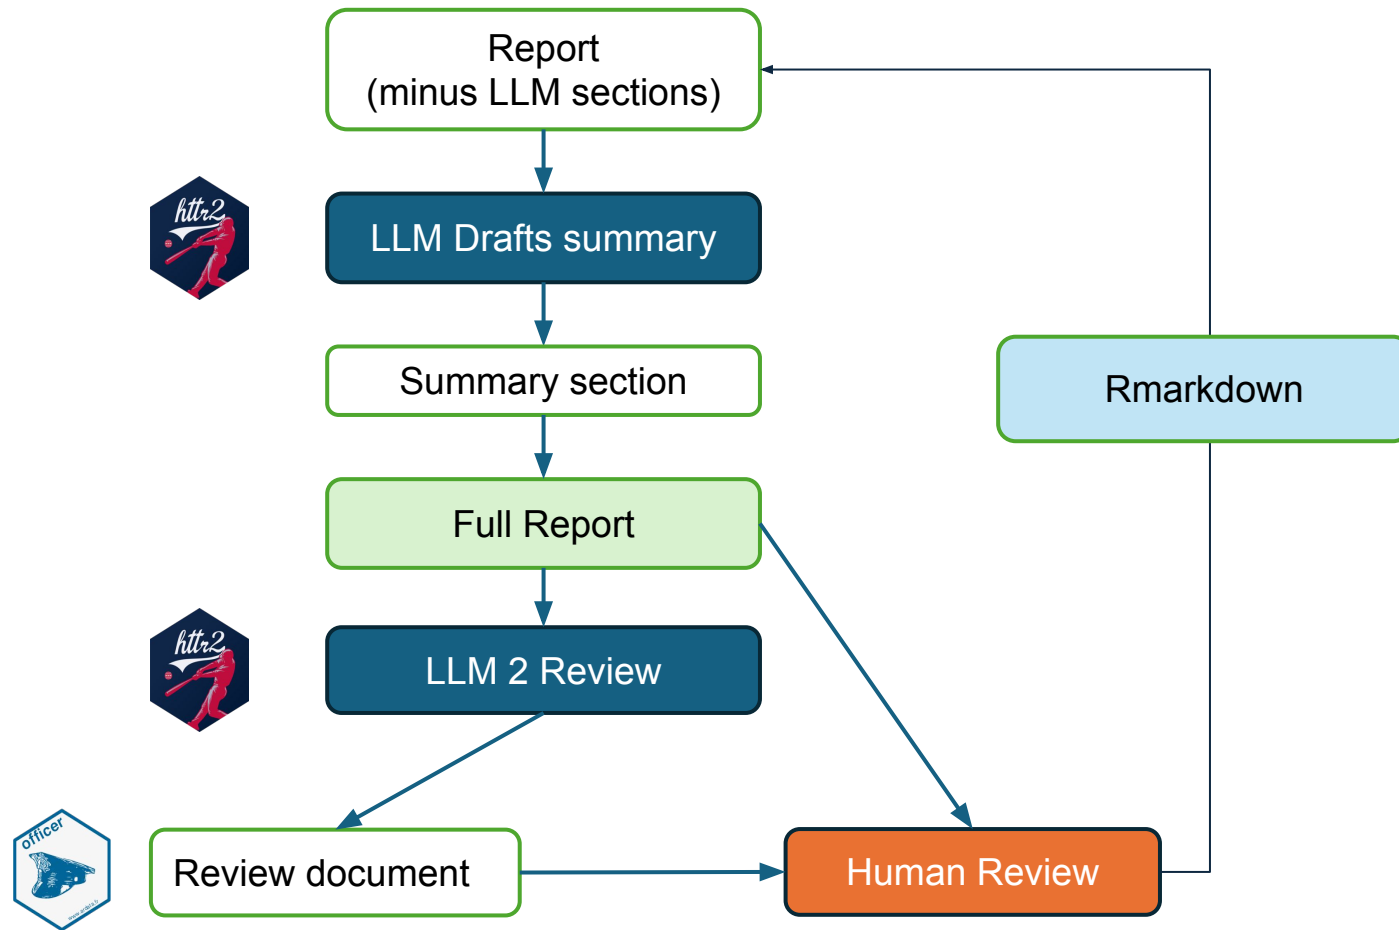 Report
(minus LLM sections)
httr2
LLM Drafts summary
Summary section
Rmarkdown
Full Report
httr2
LLM 2 Review
officer
Review document
Human Review